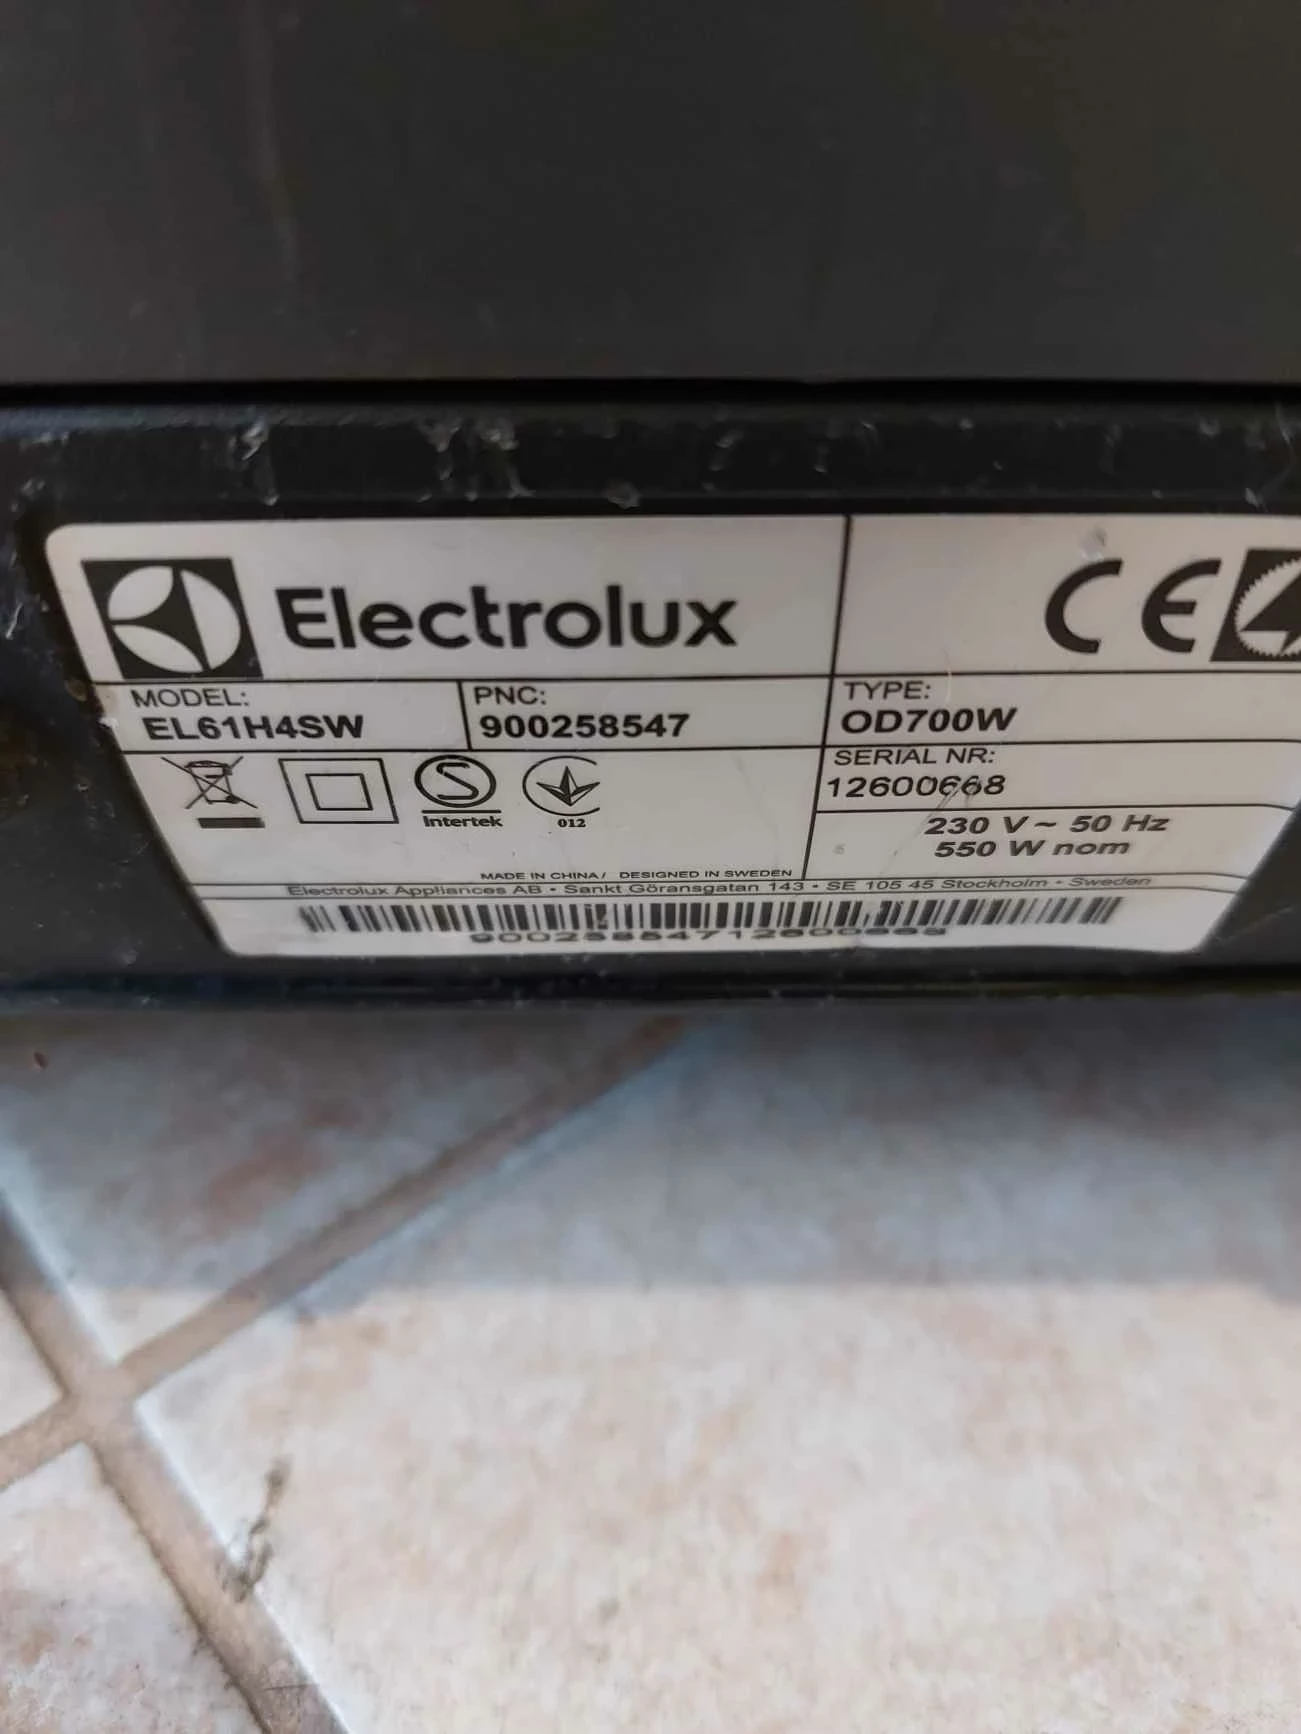 Electrolux
CE
MODEL:
EL61H4SW
PNC:
900258547
TYPE:
OD700W
SERIAL NR:
12600668
230 V ~ 50 Hz
550 W nom
S
Intertek
012
MADE IN CHINA / DESIGNED IN SWEDEN
Electrolux Appliances AB • Sankt Göransgatan 143 • SE 105 45 Stockholm • Sweden
90025854712600668